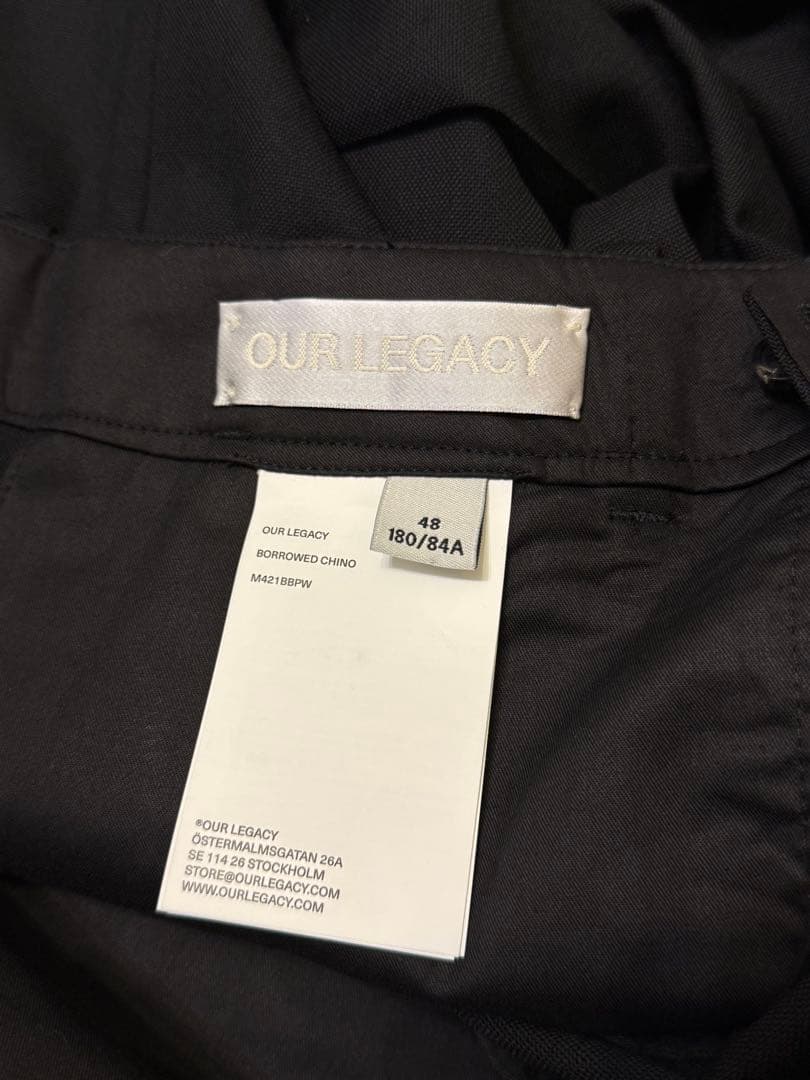 OUR LEGACY
48
180/84A
OUR LEGACY
BORROWED CHINO
M421BBPW
®OUR LEGACY
ÖSTERMALMSGATAN 26A
SE 114 26 STOCKHOLM
STORE@OURLEGACY.COM
WWW.OURLEGACY.COM